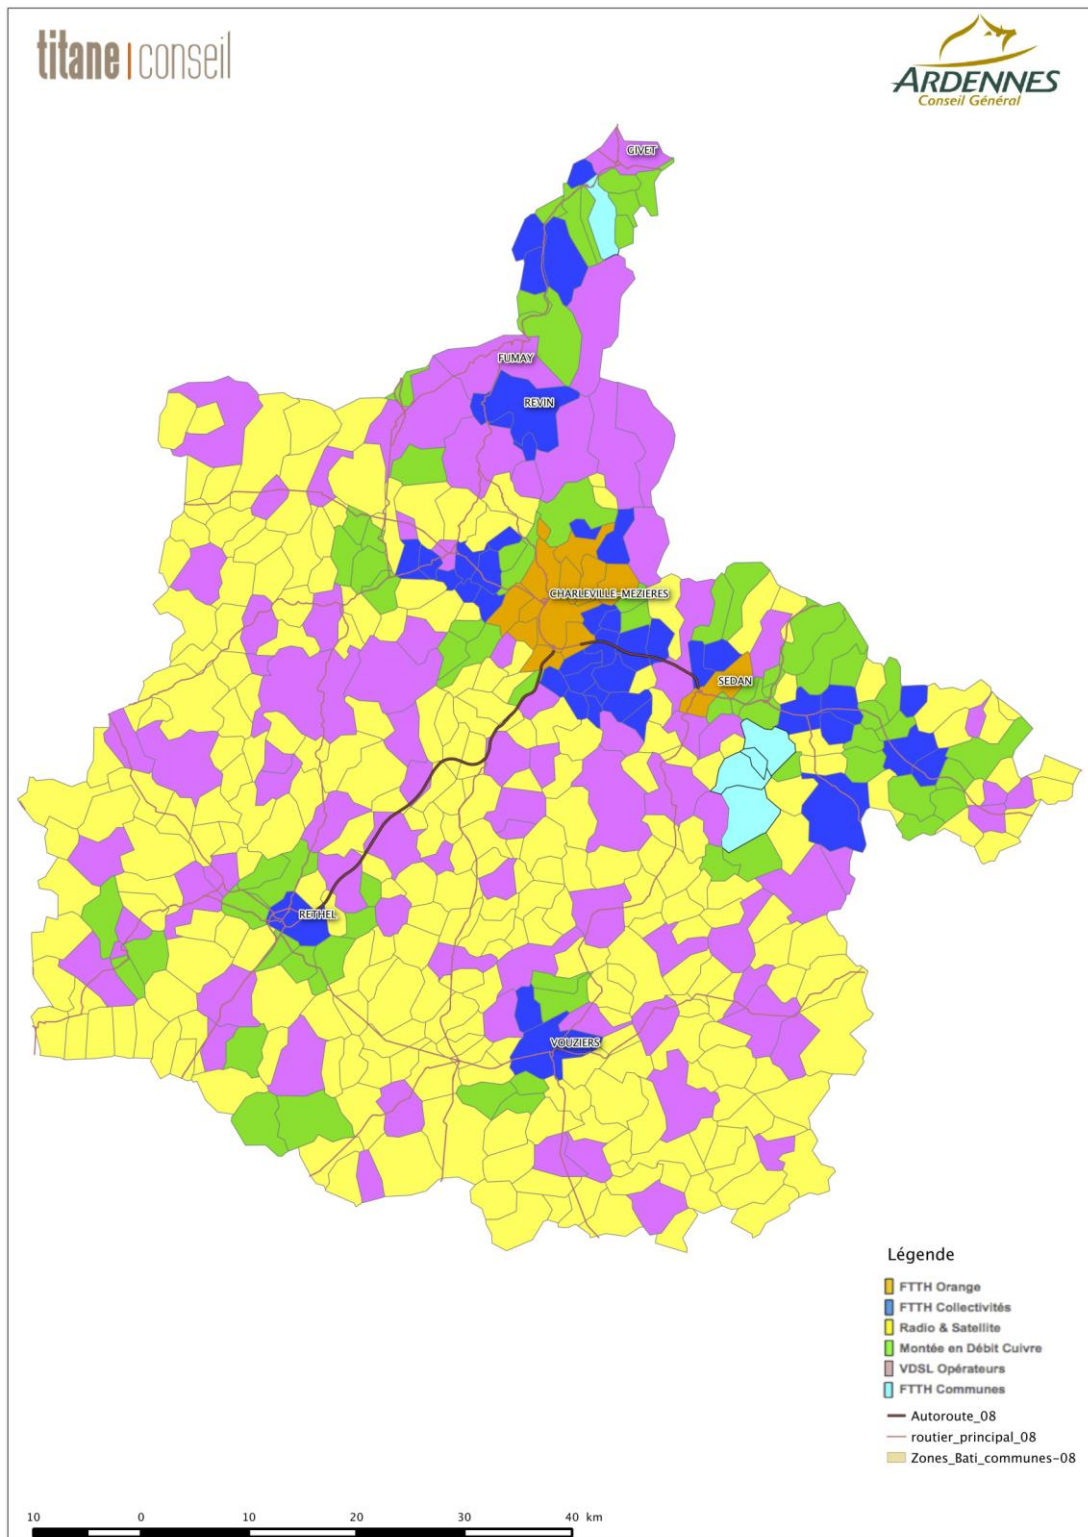 titane | conseil
ARDENNES
Conseil Général
GIVET
FUMAY
REVIN
CHARLEVILLE-MEZIERES
SEDAN
RETHEL
VOUZIERS
Légende
FTTH Orange
FTTH Collectivités
Radio & Satellite
Montée en Débit Cuivre
VDSL Opérateurs
FTTH Communes
Autoroute_08
routier_principal_08
Zones_Bati_communes-08
10 0 10 20 30 40 km